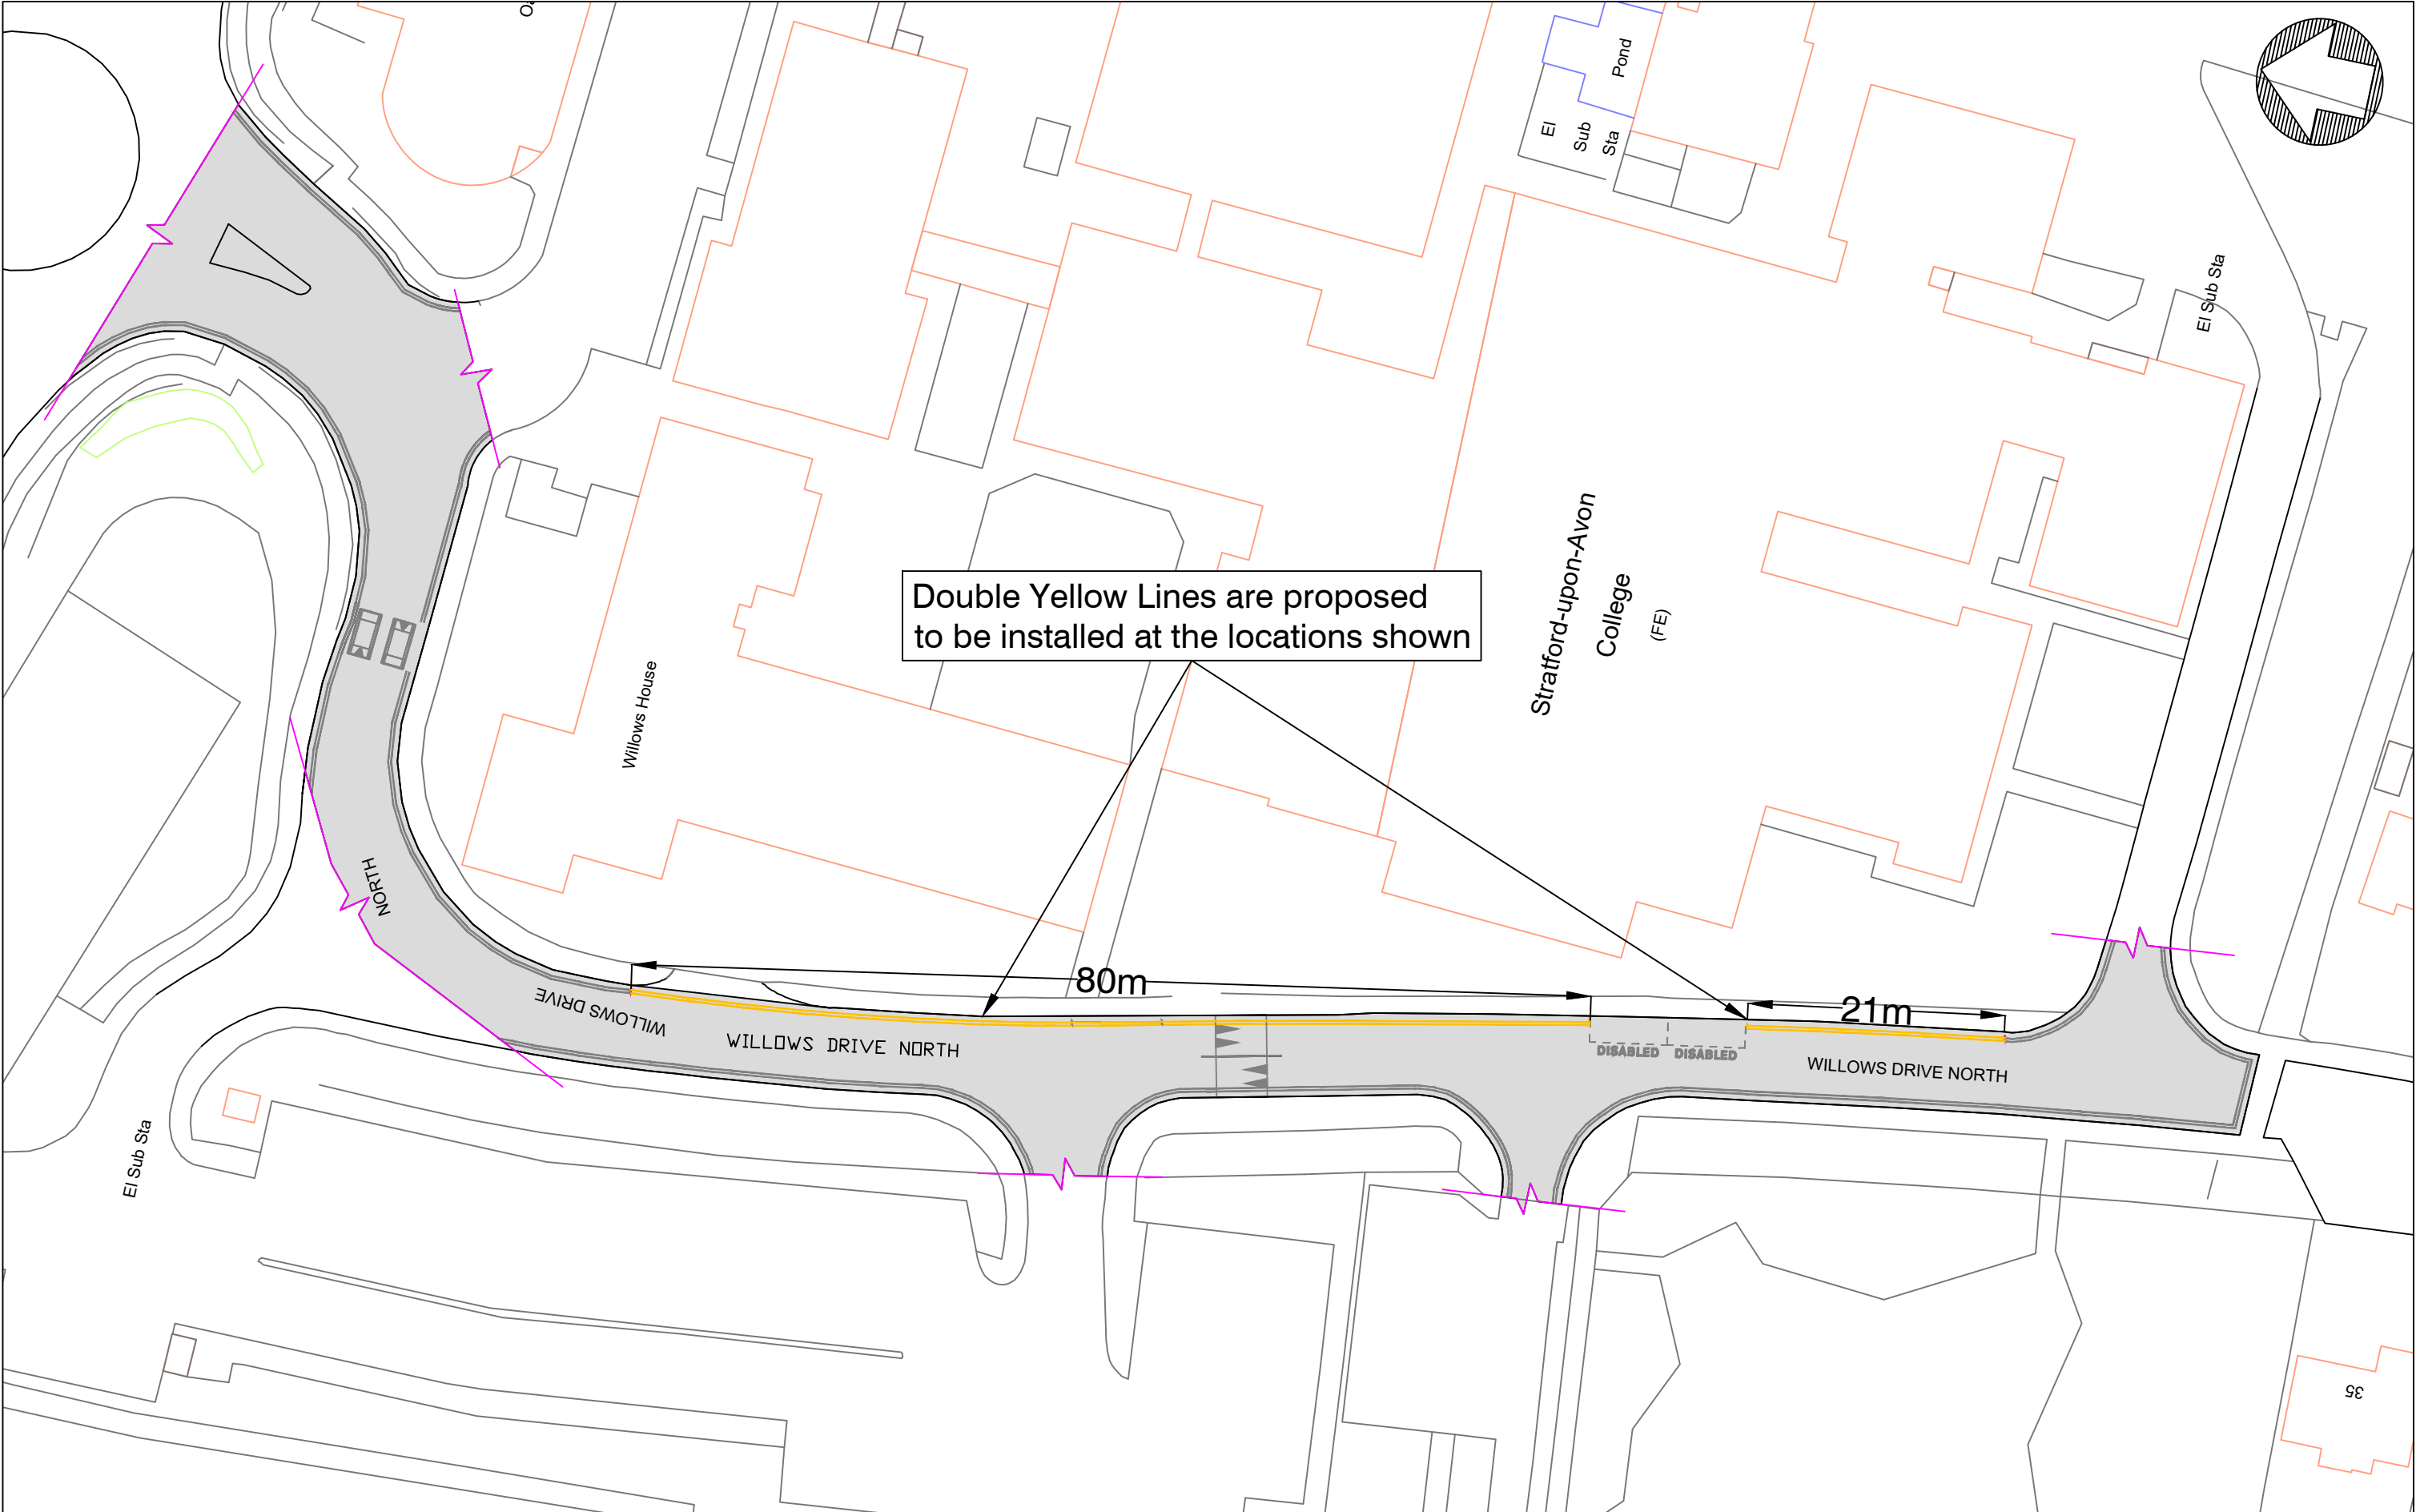 Pond
El
Sub
Sta
El Sub Sta
Stratford-upon-Avon
College
(FE)
Double Yellow Lines are proposed
to be installed at the locations shown
Willows House
NORTH
WILLOWS DRIVE
80m
21m
WILLOWS DRIVE NORTH
DISABLED
DISABLED
WILLOWS DRIVE NORTH
El Sub Sta
35